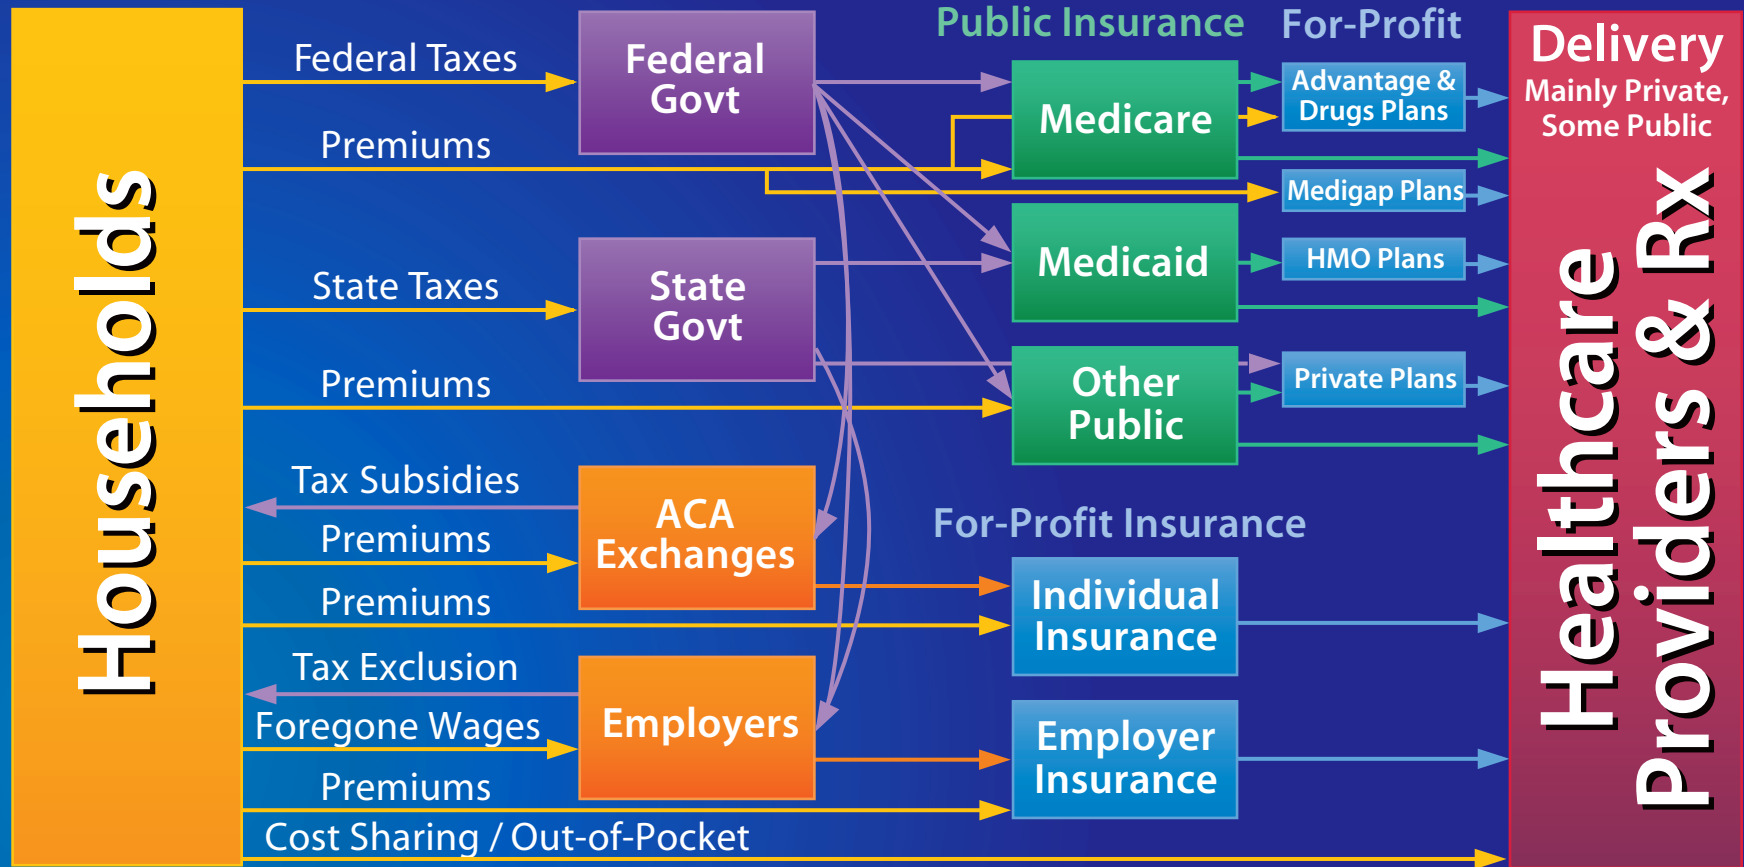 Households
Federal Taxes
Premiums
State Taxes
Premiums
Tax Subsidies
Premiums
Premiums
Tax Exclusion
Foregone Wages
Premiums
Cost Sharing / Out-of-Pocket
Federal
Govt
State
Govt
ACA
Exchanges
Employers
Public Insurance
Medicare
Medicaid
Other
Public
For-Profit Insurance
Individual
Insurance
Employer
Insurance
For-Profit
Advantage &
Drugs Plans
Medigap Plans
HMO Plans
Private Plans
Delivery
Mainly Private,
Some Public
Healthcare
Providers & Rx